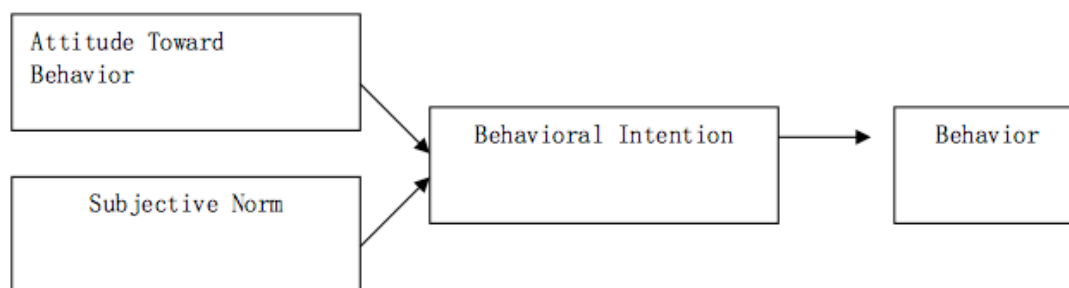 Attitude Toward
Behavior
Behavioral Intention
Behavior
Subjective Norm